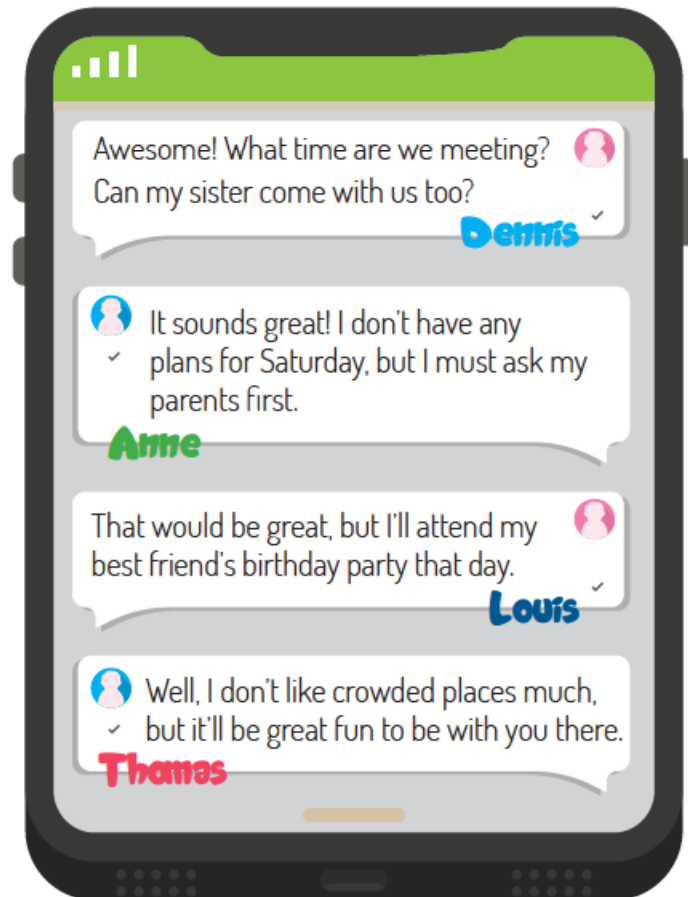 Awesome! What time are we meeting?
Can my sister come with us too?
Dennis
It sounds great! I don't have any
plans for Saturday, but I must ask my
parents first.
Anne
That would be great, but I'll attend my
best friend's birthday party that day.
Louis
Well, I don't like crowded places much,
but it'll be great fun to be with you there.
Thomas